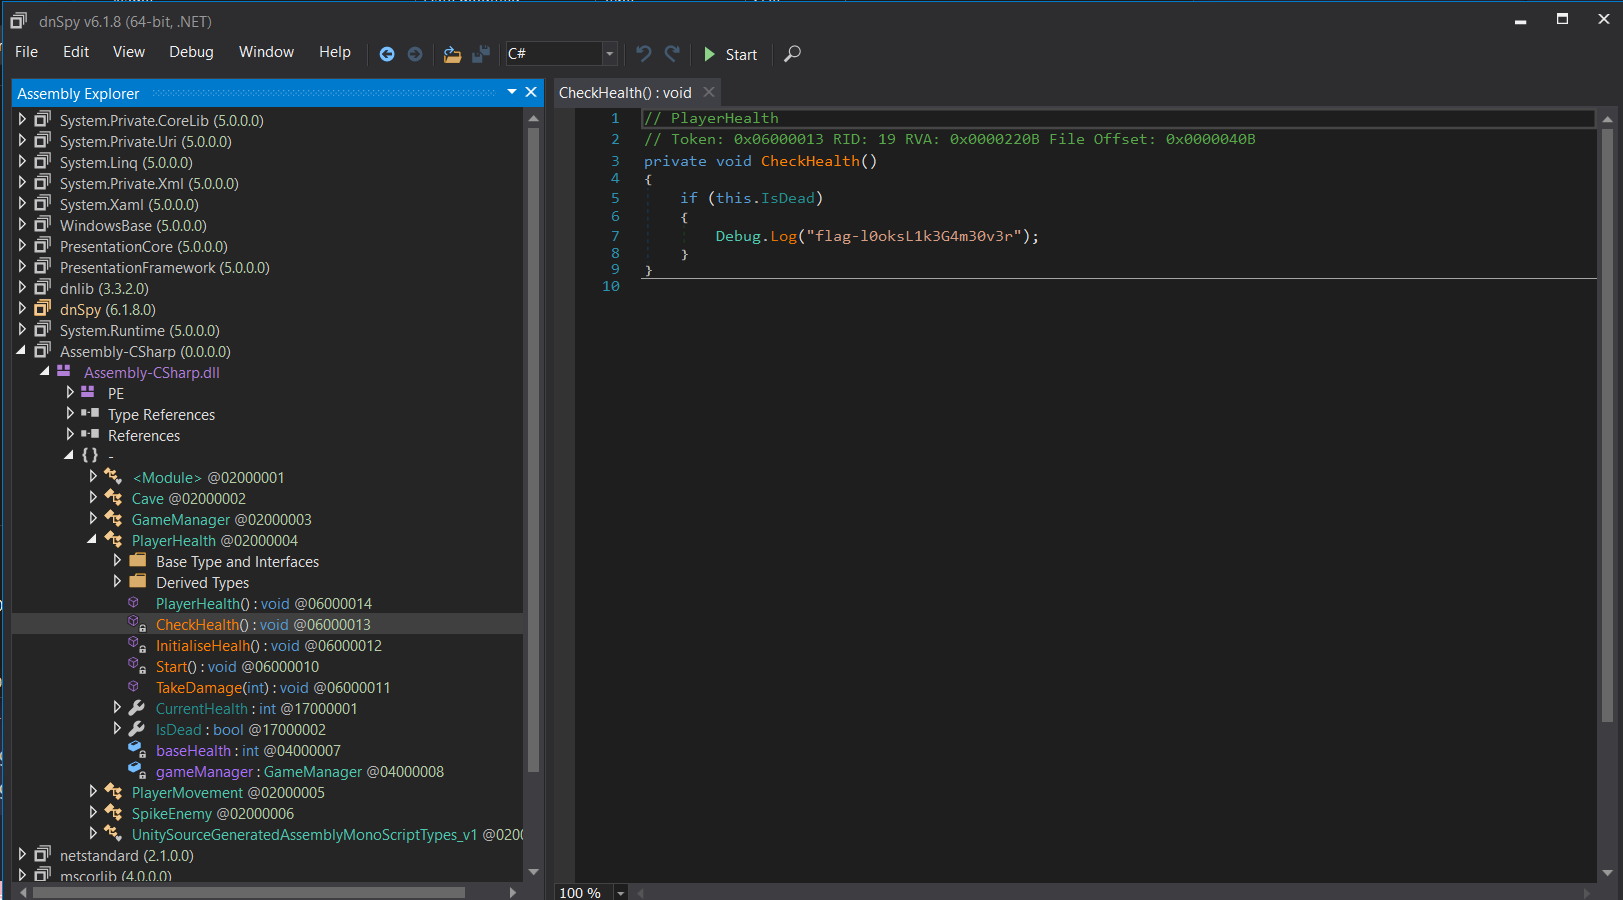 dnSpy v6.1.8 (64-bit, .NET)
File Edit View Debug Window Help C# Start
Assembly Explorer
System.Private.CoreLib (5.0.0.0)
System.Private.Uri (5.0.0.0)
System.Linq (5.0.0.0)
System.Private.Xml (5.0.0.0)
System.Xaml (5.0.0.0)
WindowsBase (5.0.0.0)
PresentationCore (5.0.0.0)
PresentationFramework (5.0.0.0)
dnlib (3.3.2.0)
dnSpy (6.1.8.0)
System.Runtime (5.0.0.0)
Assembly-CSharp (0.0.0.0)
Assembly-CSharp.dll
PE
Type References
References
{} -
<Module> @02000001
Cave @02000002
GameManager @02000003
PlayerHealth @02000004
Base Type and Interfaces
Derived Types
PlayerHealth() : void @06000014
CheckHealth() : void @06000013
InitialiseHealh() : void @06000012
Start() : void @06000010
TakeDamage(int) : void @06000011
CurrentHealth : int @17000001
IsDead : bool @17000002
baseHealth : int @04000007
gameManager : GameManager @04000008
PlayerMovement @02000005
SpikeEnemy @02000006
UnitySourceGeneratedAssemblyMonoScriptTypes_v1 @020
netstandard (2.1.0.0)
mscorlib (4.0.0.0)
CheckHealth() : void
1 // PlayerHealth
2 // Token: 0x06000013 RID: 19 RVA: 0x0000220B File Offset: 0x0000040B
3 private void CheckHealth()
4 {
5 if (this.IsDead)
6 {
7 Debug.Log("flag-l0oksL1k3G4m30v3r");
8 }
9 }
10
100 %